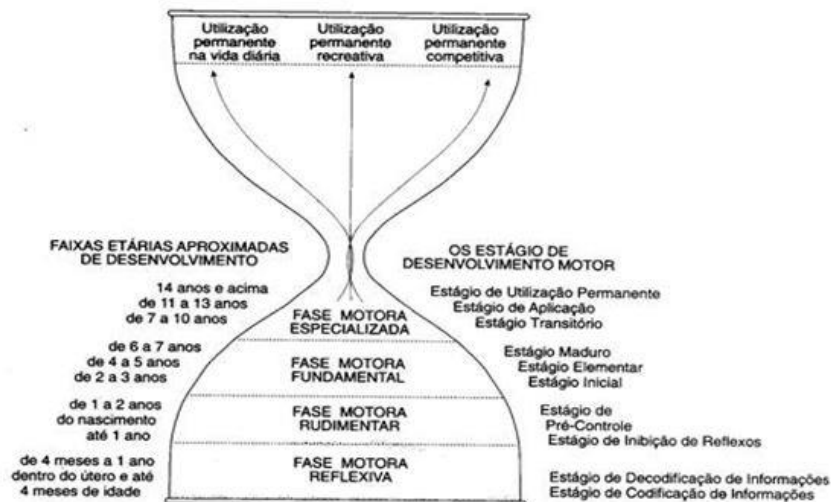 Utilização
permanente
na vida diária
Utilização
permanente
recreativa
Utilização
permanente
competitiva
FAIXAS ETÁRIAS APROXIMADAS
DE DESENVOLVIMENTO
OS ESTÁGIO DE
DESENVOLVIMENTO MOTOR
14 anos e acima
de 11 a 13 anos
de 7 a 10 anos
FASE MOTORA
ESPECIALIZADA
Estágio de Utilização Permanente
Estágio de Aplicação
Estágio Transitório
de 6 a 7 anos
de 4 a 5 anos
de 2 a 3 anos
FASE MOTORA
FUNDAMENTAL
Estágio Maduro
Estágio Elementar
Estágio Inicial
de 1 a 2 anos
do nascimento
até 1 ano
FASE MOTORA
RUDIMENTAR
Estágio de
Pré-Controle
Estágio de Inibição de Reflexos
de 4 meses a 1 ano
dentro do útero e até
4 meses de idade
FASE MOTORA
REFLEXIVA
Estágio de Decodificação de Informações
Estágio de Codificação de Informações